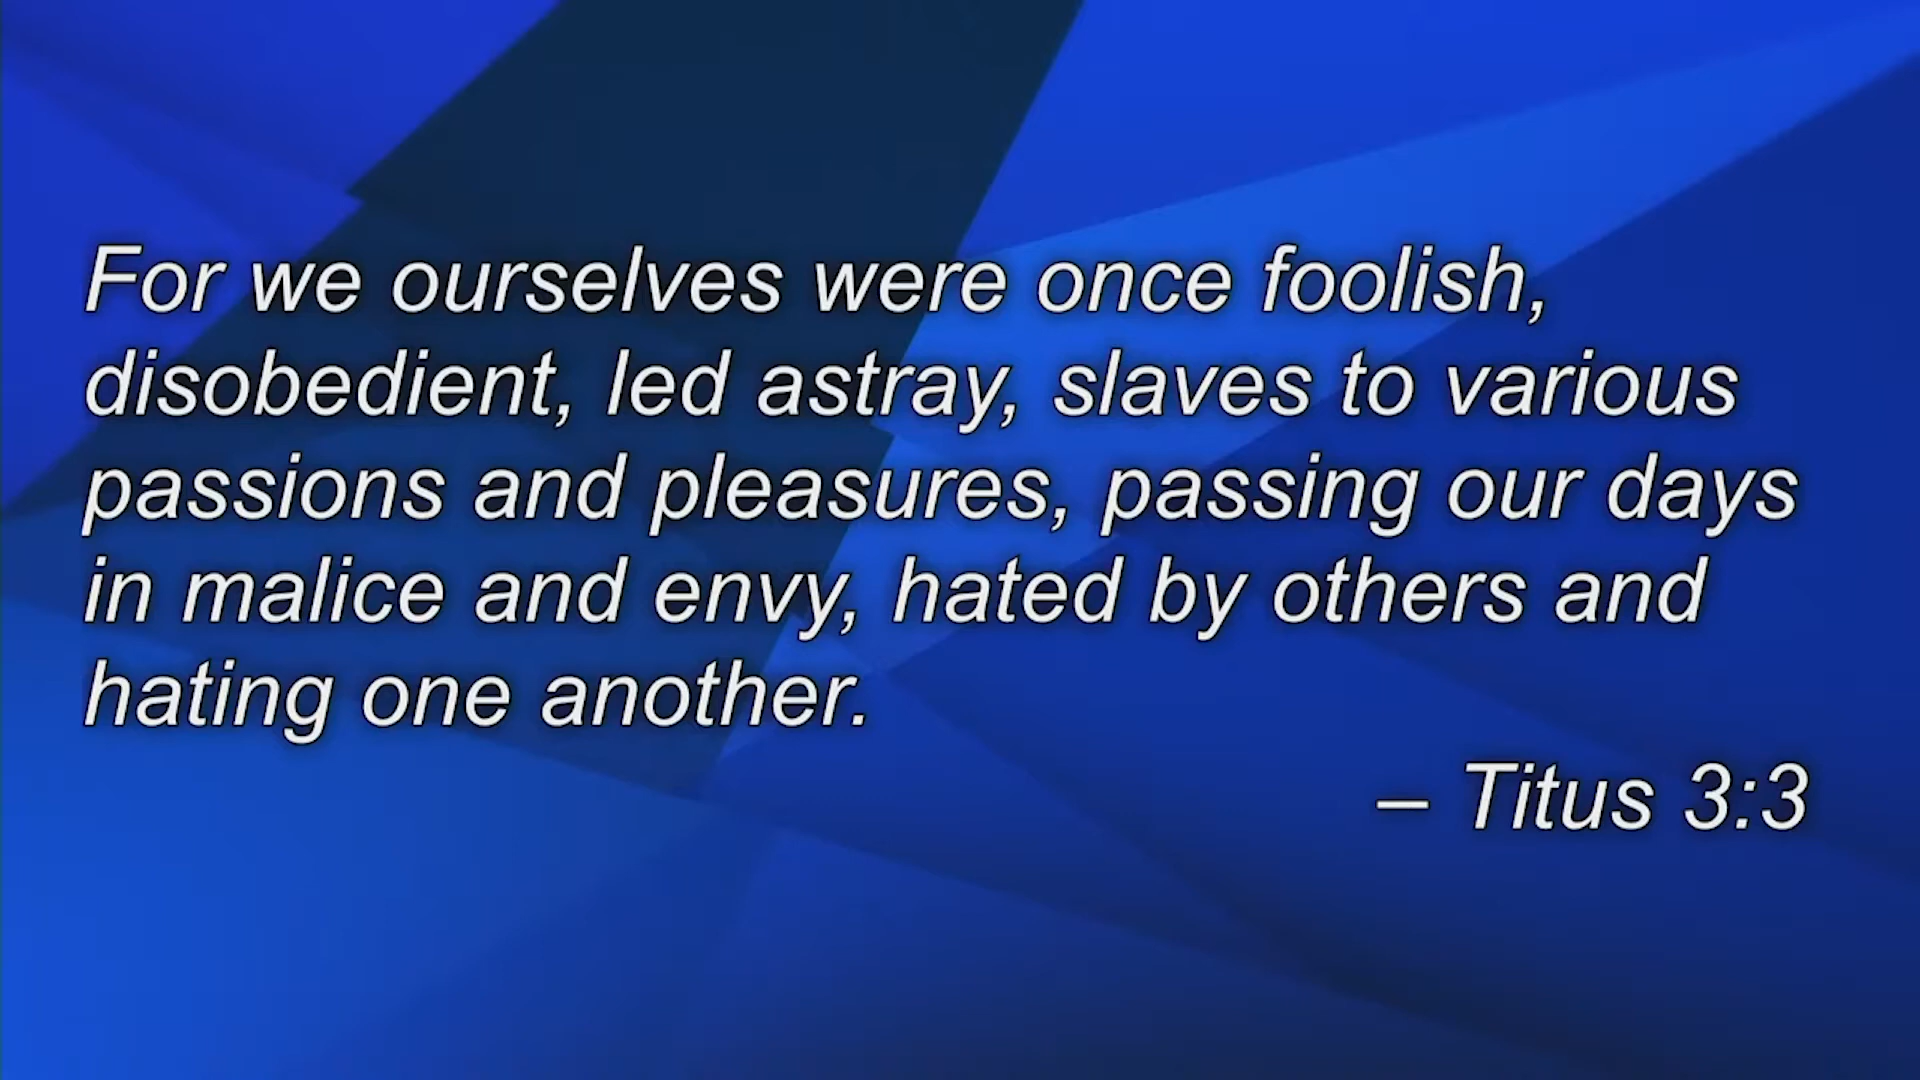 For we ourselves were once foolish,
disobedient, led astray, slaves to various
passions and pleasures, passing our days
in malice and envy, hated by others and
hating one another.
– Titus 3:3